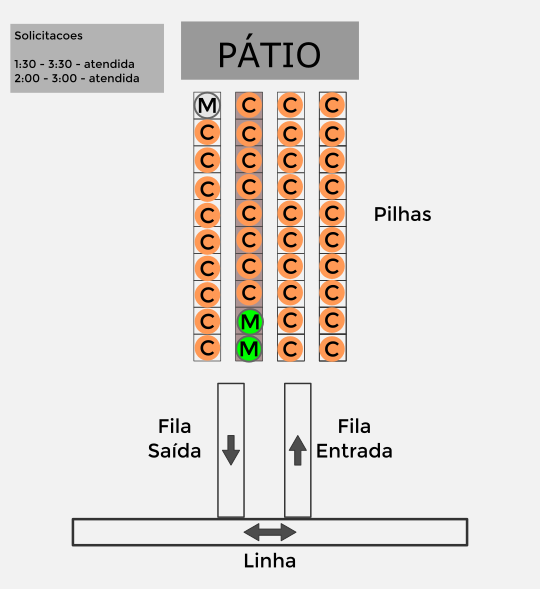 Solicitacoes
1:30 - 3:30 - atendida
2:00 - 3:00 - atendida
PÁTIO
M C C C
C C C C
C C C C
C C C C
C C C C
C C C C
C C C C
C C C C
C M C C
C M C C
Pilhas
Fila
Saída
Fila
Entrada
Linha